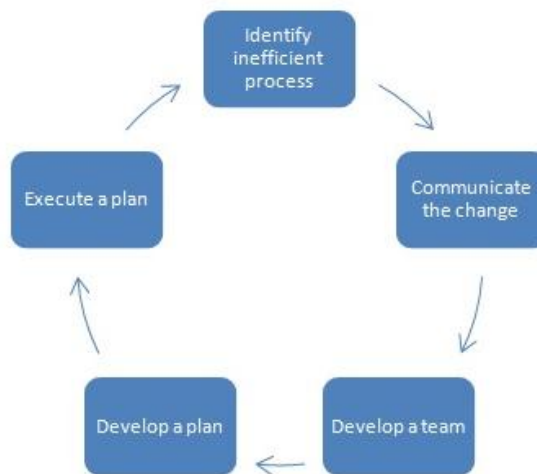 Identify
inefficient
process
Communicate
the change
Develop a team
Develop a plan
Execute a plan